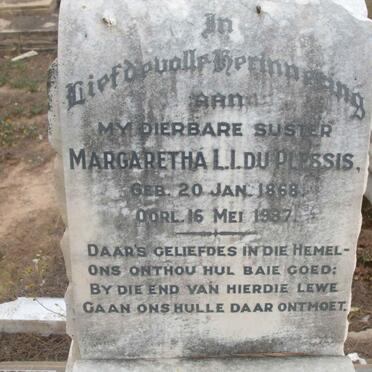 In
Liefdevolle Herinnering
AAN
MY DIERBARE SUSTER
MARGARETHA L.I. DU PLESSIS,
GEB. 20 JAN. 1868.
OORL. 16 MEI 1937.
DAAR'S GELIEFDES IN DIE HEMEL-
ONS ONTHOU HUL BAIE GOED;
BY DIE END VAN HIERDIE LEWE
GAAN ONS HULLE DAAR ONTMOET.